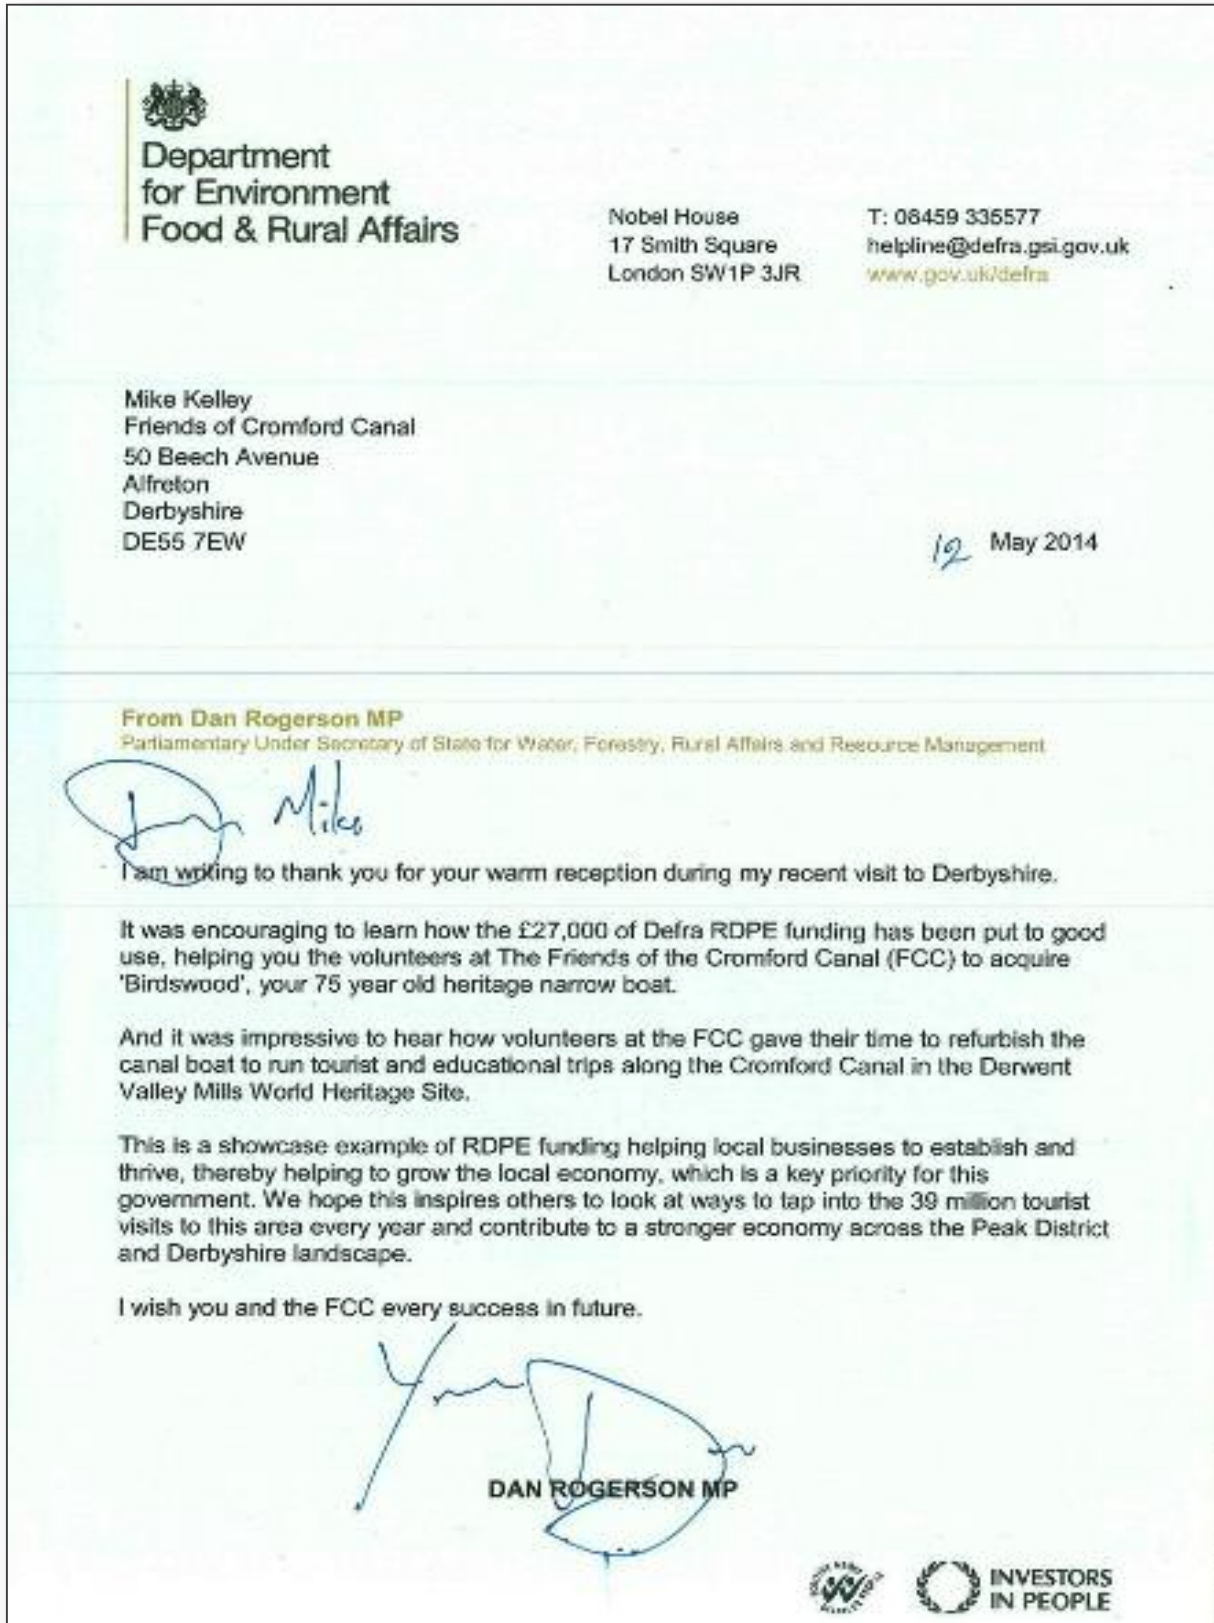 Department
for Environment
Food & Rural Affairs
Nobel House
17 Smith Square
London SW1P 3JR
T: 08459 335577
helpline@defra.gsi.gov.uk
www.gov.uk/defra
Mike Kelley
Friends of Cromford Canal
50 Beech Avenue
Alfreton
Derbyshire
DE55 7EW
12 May 2014
From Dan Rogerson MP
Parliamentary Under Secretary of State for Water, Forestry, Rural Affairs and Resource Management
Dear Mike
I am writing to thank you for your warm reception during my recent visit to Derbyshire.
It was encouraging to learn how the £27,000 of Defra RDPE funding has been put to good
use, helping you the volunteers at The Friends of the Cromford Canal (FCC) to acquire
'Birdswood', your 75 year old heritage narrow boat.
And it was impressive to hear how volunteers at the FCC gave their time to refurbish the
canal boat to run tourist and educational trips along the Cromford Canal in the Derwent
Valley Mills World Heritage Site.
This is a showcase example of RDPE funding helping local businesses to establish and
thrive, thereby helping to grow the local economy, which is a key priority for this
government. We hope this inspires others to look at ways to tap into the 39 million tourist
visits to this area every year and contribute to a stronger economy across the Peak District
and Derbyshire landscape.
I wish you and the FCC every success in future.
DAN ROGERSON MP
INVESTORS
IN PEOPLE